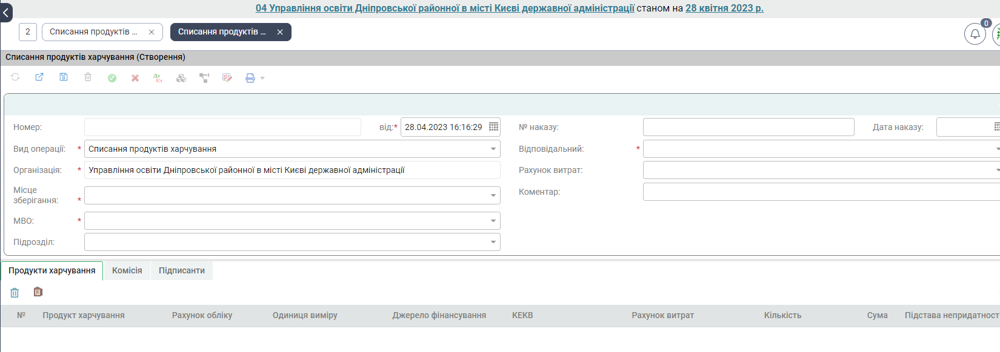 04 Управління освіти Дніпровської районної в місті Києві державної адміністрації станом на 28 квітня 2023 р.
2 Списання продуктів ... Списання продуктів ... 0
Списання продуктів харчування (Створення)
Дт Кт
Номер: від:* 28.04.2023 16:16:29 № наказу: Дата наказу:
Вид операції: * Списання продуктів харчування Відповідальний: *
Організація: * Управління освіти Дніпровської районної в місті Києві державної адміністрації Рахунок витрат:
Місце зберігання: * Коментар:
МВО: *
Підрозділ:
Продукти харчування Комісія Підписанти
№ Продукт харчування Рахунок обліку Одиниця виміру Джерело фінансування КЕКВ Рахунок витрат Кількість Сума Підстава непридатност